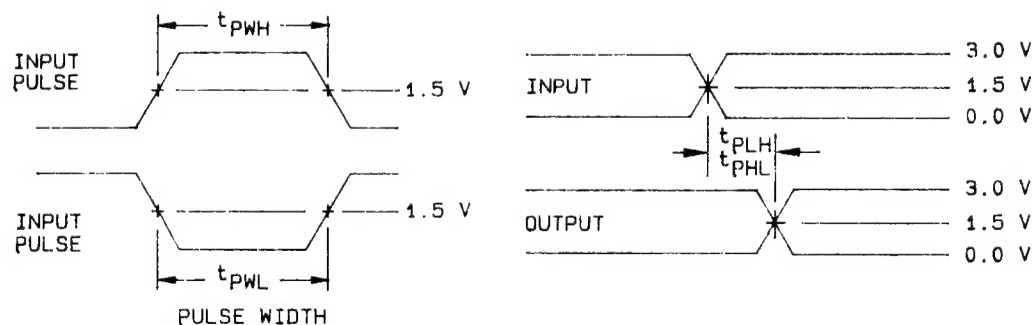 tPWH
INPUT
PULSE
1.5 V
INPUT
PULSE
1.5 V
tPWL
PULSE WIDTH
INPUT
3.0 V
1.5 V
0.0 V
tPLH
tPHL
OUTPUT
3.0 V
1.5 V
0.0 V